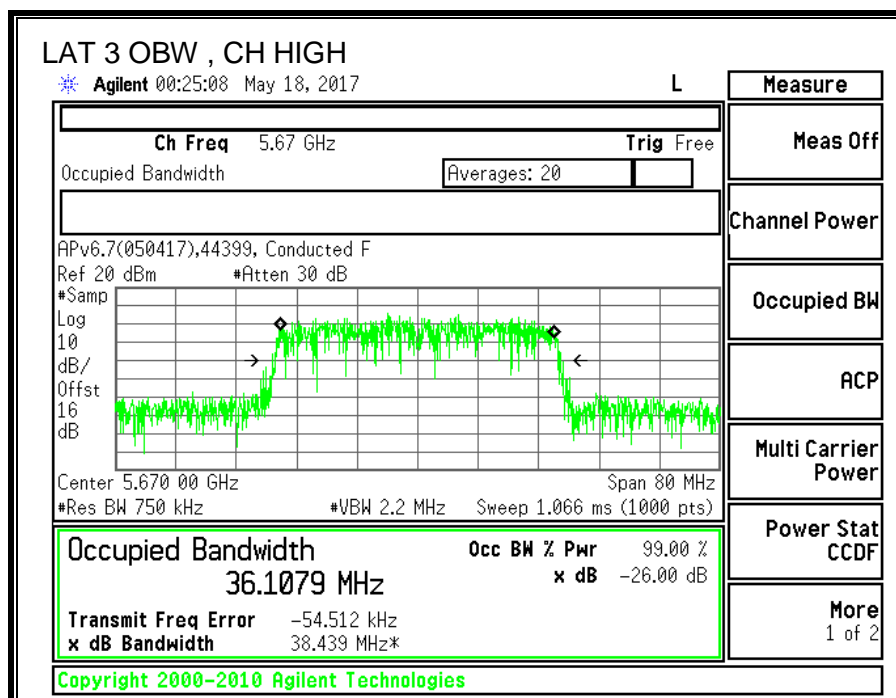 LAT 3 OBW , CH HIGH
Agilent 00:25:08 May 18, 2017 L
Measure
Ch Freq 5.67 GHz Trig Free
Meas Off
Occupied Bandwidth Averages: 20
Channel Power
APv6.7(050417),44399, Conducted F
Ref 20 dBm #Atten 30 dB
#Samp
Log
10
dB/
Offst
16
dB
Occupied BW
ACP
Center 5.670 00 GHz Span 80 MHz
#Res BW 750 kHz #VBW 2.2 MHz Sweep 1.066 ms (1000 pts)
Multi Carrier
Power
Occupied Bandwidth Occ BW % Pwr 99.00 %
36.1079 MHz x dB -26.00 dB
Transmit Freq Error -54.512 kHz
x dB Bandwidth 38.439 MHz*
Power Stat
CCDF
More
1 of 2
Copyright 2000-2010 Agilent Technologies